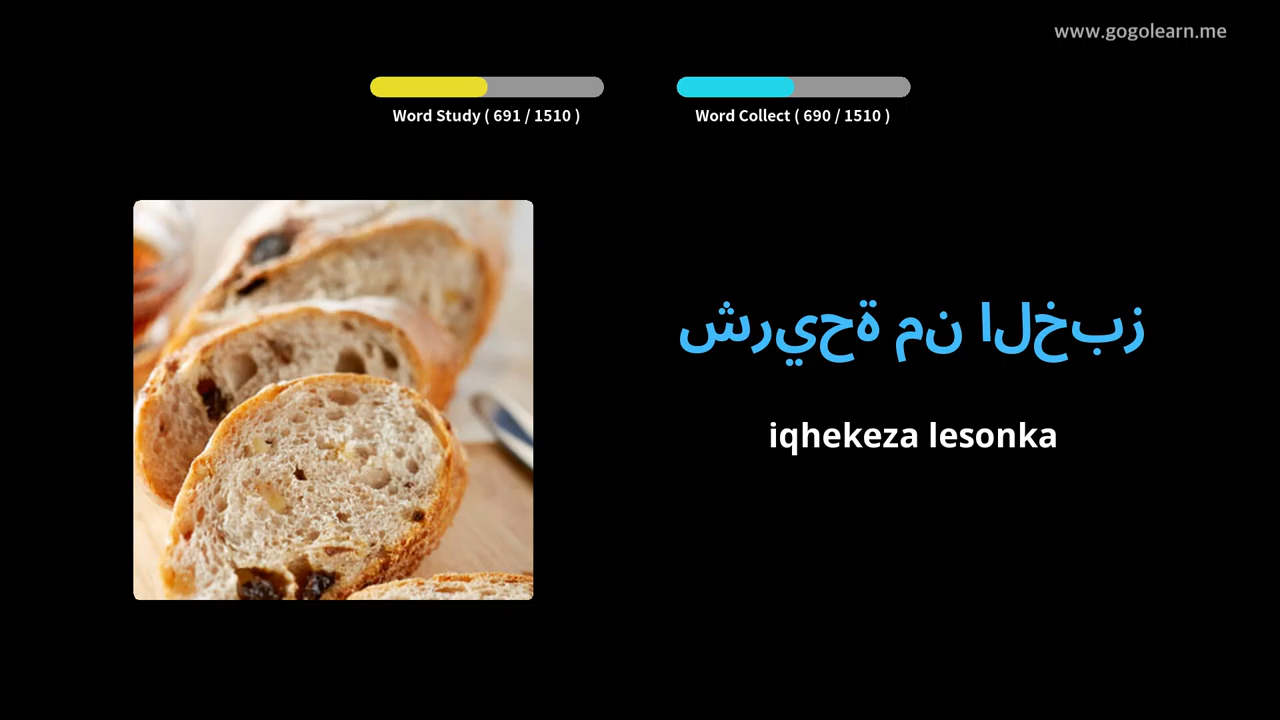 www.gogolearn.me
Word Study ( 691 / 1510 )
Word Collect ( 690 / 1510 )
شريحة من الخبز
iqhekeza lesonka